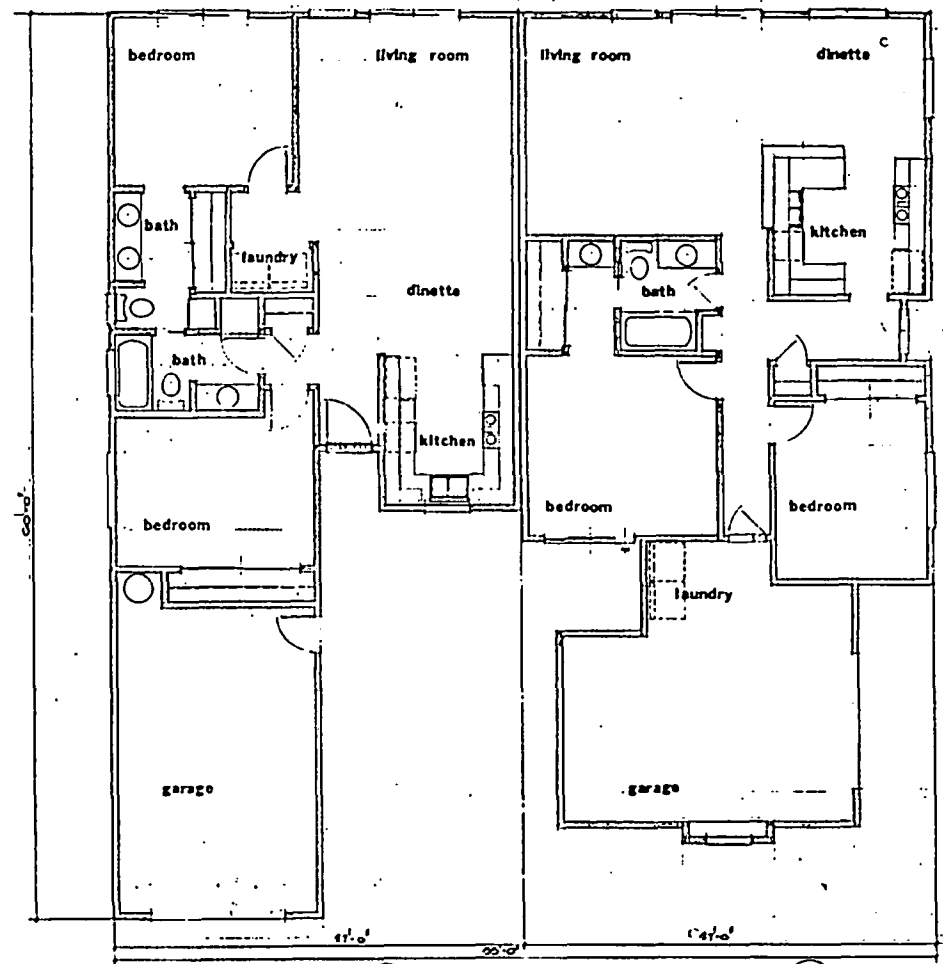 bedroom
living room
living room
dinette
c
bath
laundry
dinette
kitchen
bath
bath
kitchen
bedroom
bedroom
bedroom
laundry
garage
garage